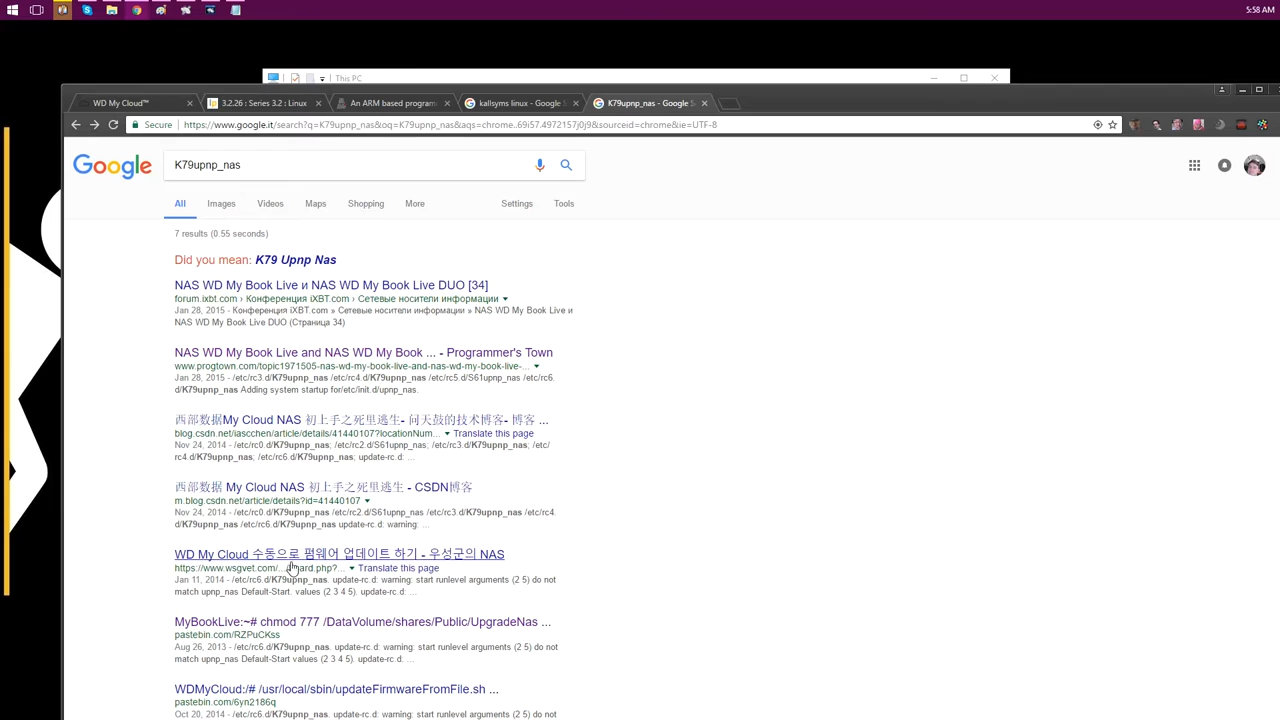 5:58 AM
This PC
WD My Cloud™
3.2.26 : Series 3.2 : Linux
An ARM based program
kallsyms linux - Google S
K79upnp_nas - Google S
Secure
https://www.google.it/search?q=K79upnp_nas&oq=K79upnp_nas&aqs=chrome..69i57.4972157j0j9&sourceid=chrome&ie=UTF-8
Google
K79upnp_nas
All Images Videos Maps Shopping More Settings Tools
7 results (0.55 seconds)
Did you mean: K79 Upnp Nas
NAS WD My Book Live и NAS WD My Book Live DUO [34]
forum.ixbt.com › Конференция iXBT.com › Сетевые носители информации
Jan 28, 2015 - Конференция iXBT.com » Сетевые носители информации » NAS WD My Book Live и
NAS WD My Book Live DUO (Страница 34)
NAS WD My Book Live and NAS WD My Book ... - Programmer's Town
www.progtown.com/topic1971505-nas-wd-my-book-live-and-nas-wd-my-book-live-...
Jan 28, 2015 - /etc/rc3.d/K79upnp_nas /etc/rc4.d/K79upnp_nas /etc/rc5.d/S61upnp_nas /etc/rc6.
d/K79upnp_nas Adding system startup for/etc/init.d/upnp_nas.
西部数据My Cloud NAS 初上手之死里逃生- 问天鼓的技术博客- 博客 ...
blog.csdn.net/iascchen/article/details/41440107?locationNum... Translate this page
Nov 24, 2014 - /etc/rc0.d/K79upnp_nas; /etc/rc2.d/S61upnp_nas; /etc/rc3.d/K79upnp_nas; /etc/
rc4.d/K79upnp_nas; /etc/rc6.d/K79upnp_nas; update-rc.d: ...
西部数据 My Cloud NAS 初上手之死里逃生 - CSDN博客
m.blog.csdn.net/article/details?id=41440107
Nov 24, 2014 - /etc/rc0.d/K79upnp_nas /etc/rc2.d/S61upnp_nas /etc/rc3.d/K79upnp_nas /etc/rc4.
d/K79upnp_nas /etc/rc6.d/K79upnp_nas update-rc.d: warning: ...
WD My Cloud 수동으로 펌웨어 업데이트 하기 - 우성군의 NAS
https://www.wsgvet.com/... Translate this page
Jan 11, 2014 - /etc/rc6.d/K79upnp_nas. update-rc.d: warning: start runlevel arguments (2 5) do not
match upnp_nas Default-Start. values (2 3 4 5). update-rc.d: ...
MyBookLive:~# chmod 777 /DataVolume/shares/Public/UpgradeNas ...
pastebin.com/RZPuCKss
Aug 26, 2013 - /etc/rc6.d/K79upnp_nas. update-rc.d: warning: start runlevel arguments (2 5) do not
match upnp_nas Default-Start values (2 3 4 5). update-rc.d: ...
WDMyCloud:/# /usr/local/sbin/updateFirmwareFromFile.sh ...
pastebin.com/6yn2186q
Oct 20, 2014 - /etc/rc6.d/K79upnp_nas. update-rc.d: warning: start runlevel arguments (2 5) do not